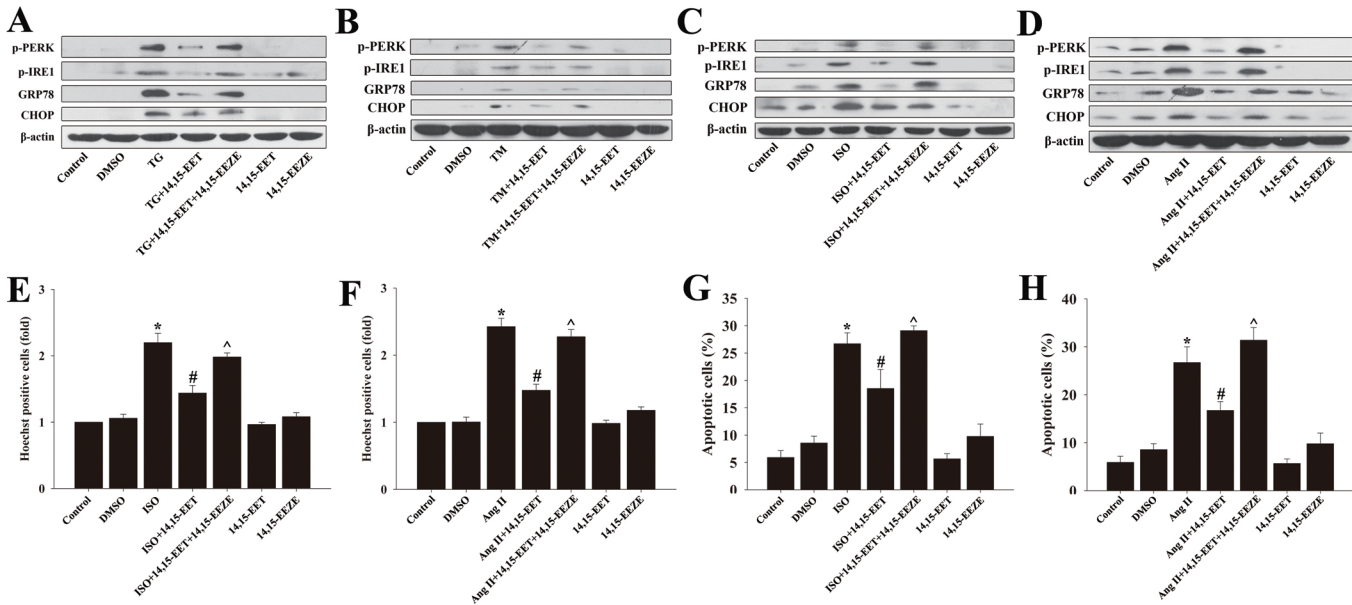 A
p-PERK
p-IRE1
GRP78
CHOP
β-actin
Control
DMSO
TG
TG+14,15-EET
TG+14,15-EET+14,15-EEZE
14,15-EET
14,15-EEZE
B
p-PERK
p-IRE1
GRP78
CHOP
β-actin
Control
DMSO
TM
TM+14,15-EET
TM+14,15-EET+14,15-EEZE
14,15-EET
14,15-EEZE
C
p-PERK
p-IRE1
GRP78
CHOP
β-actin
Control
DMSO
ISO
ISO+14,15-EET
ISO+14,15-EET+14,15-EEZE
14,15-EET
14,15-EEZE
D
p-PERK
p-IRE1
GRP78
CHOP
β-actin
Control
DMSO
Ang II
Ang II+14,15-EET
Ang II+14,15-EET+14,15-EEZE
14,15-EET
14,15-EEZE
E
Hoechst positive cells (fold)
3
2
1
0
*
#
^
Control
DMSO
ISO
ISO+14,15-EET
ISO+14,15-EET+14,15-EEZE
14,15-EET
14,15-EEZE
F
Hoechst positive cells (fold)
3
2
1
0
*
#
^
Control
DMSO
Ang II
Ang II+14,15-EET
Ang II+14,15-EET+14,15-EEZE
14,15-EET
14,15-EEZE
G
Apoptotic cells (%)
35
30
25
20
15
10
5
0
*
#
^
Control
DMSO
ISO
ISO+14,15-EET
ISO+14,15-EET+14,15-EEZE
14,15-EET
14,15-EEZE
H
Apoptotic cells (%)
40
30
20
10
0
*
#
^
Control
DMSO
Ang II
Ang II+14,15-EET
Ang II+14,15-EET+14,15-EEZE
14,15-EET
14,15-EEZE